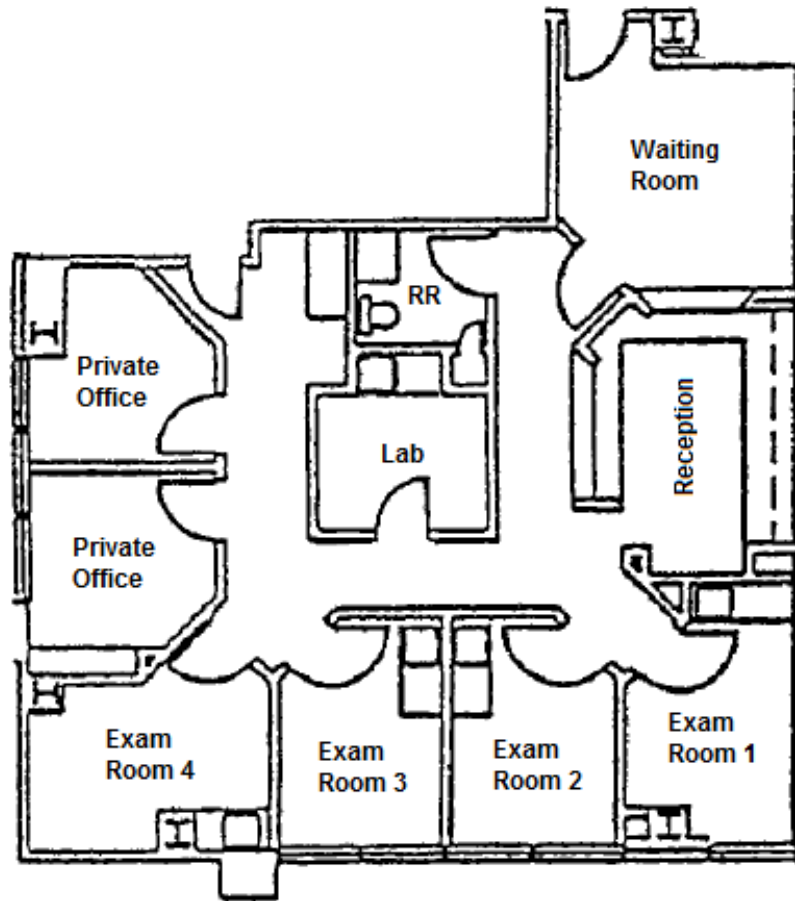 Waiting
Room
RR
Private
Office
Lab
Reception
Private
Office
Exam
Room 4
Exam
Room 3
Exam
Room 2
Exam
Room 1